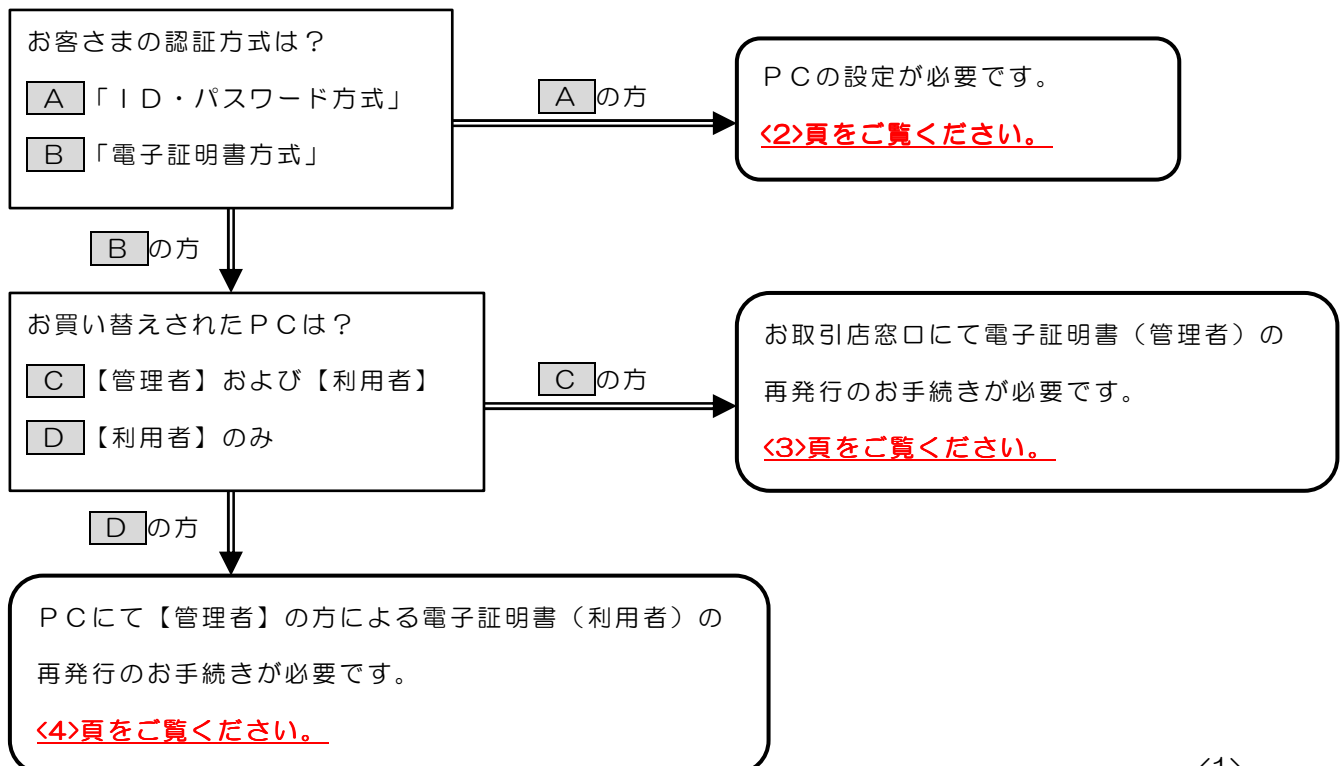 お客さまの認証方式は?
A 「ID・パスワード方式」
B 「電子証明書方式」
A の方
PCの設定が必要です。
<2>頁をご覧ください。
B の方
お買い替えされたPCは?
C 【管理者】および【利用者】
D 【利用者】のみ
C の方
お取引店窓口にて電子証明書(管理者)の
再発行のお手続きが必要です。
<3>頁をご覧ください。
D の方
PCにて【管理者】の方による電子証明書(利用者)の
再発行のお手続きが必要です。
<4>頁をご覧ください。
<1>